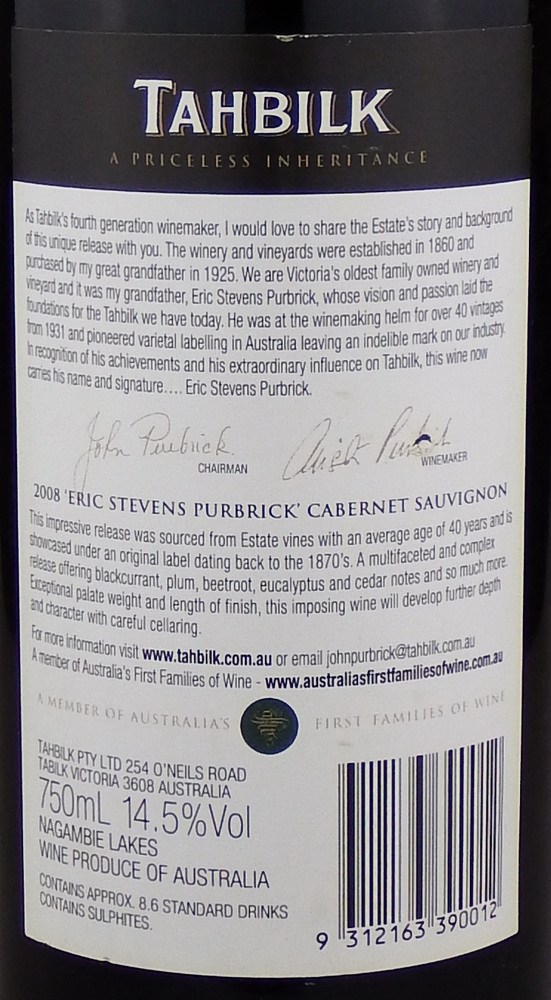 TAHBILK
A PRICELESS INHERITANCE
As Tahbilk's fourth generation winemaker, I would love to share the Estate's story and background
of this unique release with you. The winery and vineyards were established in 1860 and
purchased by my great grandfather in 1925. We are Victoria's oldest family owned winery and
vineyard and it was my grandfather, Eric Stevens Purbrick, whose vision and passion laid the
foundations for the Tahbilk we have today. He was at the winemaking helm for over 40 vintages
from 1931 and pioneered varietal labelling in Australia leaving an indelible mark on our industry.
In recognition of his achievements and his extraordinary influence on Tahbilk, this wine now
carries his name and signature.... Eric Stevens Purbrick.
John Purbrick
CHAIRMAN
WINEMAKER
2008 'ERIC STEVENS PURBRICK' CABERNET SAUVIGNON
This impressive release was sourced from Estate vines with an average age of 40 years and is
showcased under an original label dating back to the 1870's. A multifaceted and complex
release offering blackcurrant, plum, beetroot, eucalyptus and cedar notes and so much more.
Exceptional palate weight and length of finish, this imposing wine will develop further depth
and character with careful cellaring.
For more information visit www.tahbilk.com.au or email johnpurbrick@tahbilk.com.au
A member of Australia's First Families of Wine - www.australiasfirstfamiliesofwine.com.au
A MEMBER OF AUSTRALIA'S FIRST FAMILIES OF WINE
TAHBILK PTY LTD 254 O'NEILS ROAD
TABILK VICTORIA 3608 AUSTRALIA
750mL 14.5%Vol
NAGAMBIE LAKES
WINE PRODUCE OF AUSTRALIA
CONTAINS APPROX. 8.6 STANDARD DRINKS
CONTAINS SULPHITES.
9 312163 390012